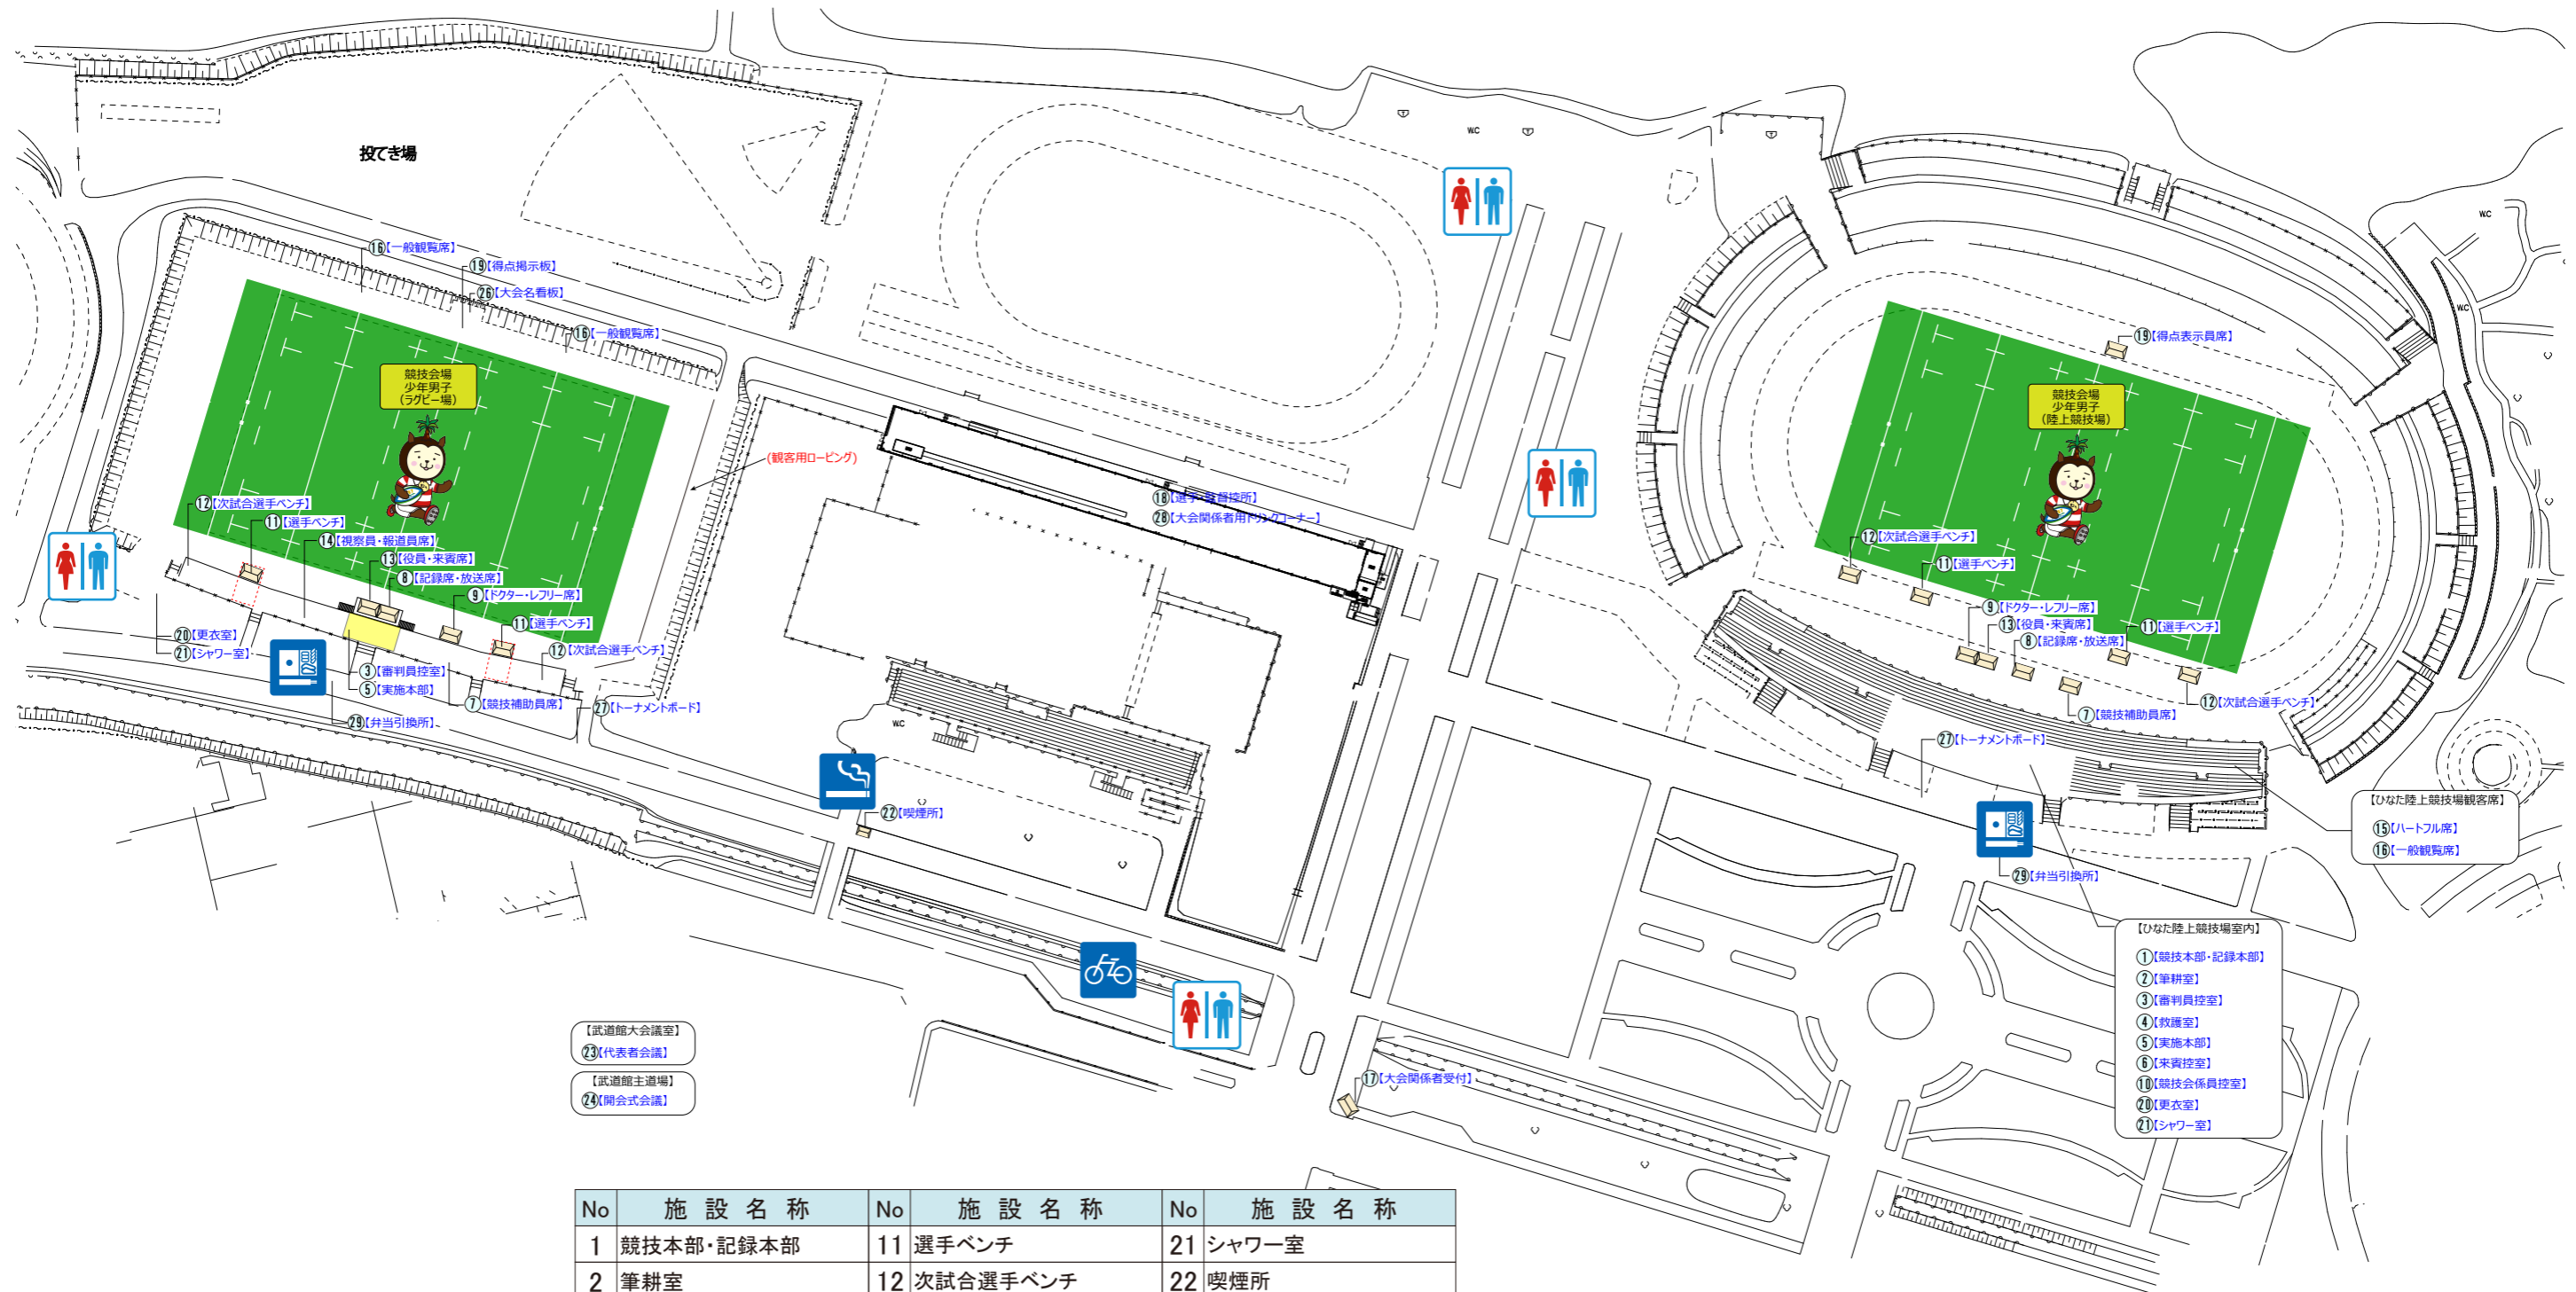 投てき場
W.C
W.C
W.C
⑯【一般観覧席】
⑲【得点掲示板】
㉖【大会名看板】
⑯【一般観覧席】
競技会場
少年男子
（ラグビー場）
(観客用ロービング)
⑫【次試合選手ベンチ】
⑪【選手ベンチ】
⑭【視察員・報道員席】
⑬【役員・来賓席】
⑧【記録席・放送席】
⑨【ドクター・レフリー席】
⑪【選手ベンチ】
⑫【次試合選手ベンチ】
⑳【更衣室】
㉑【シャワー室】
③【審判員控室】
⑤【実施本部】
⑦【競技補助員席】
㉗【トーナメントボード】
㉙【弁当引換所】
⑱【選手・監督控所】
㉘【大会関係者用ドリンクコーナー】
W.C
㉒【喫煙所】
⑲【得点表示員席】
競技会場
少年男子
（陸上競技場）
⑫【次試合選手ベンチ】
⑪【選手ベンチ】
⑨【ドクター・レフリー席】
⑬【役員・来賓席】
⑧【記録席・放送席】
⑪【選手ベンチ】
⑫【次試合選手ベンチ】
⑦【競技補助員席】
㉗【トーナメントボード】
㉙【弁当引換所】
【ひなた陸上競技場観客席】
⑮【ハートフル席】
⑯【一般観覧席】
【ひなた陸上競技場室内】
①【競技本部・記録本部】
②【筆耕室】
③【審判員控室】
④【救護室】
⑤【実施本部】
⑥【来賓控室】
⑩【競技会係員控室】
⑳【更衣室】
㉑【シャワー室】
【武道館大会議室】
㉓【代表者会議】
【武道館主道場】
㉔【開会式会議】
⑰【大会関係者受付】
No 施設名称 No 施設名称 No 施設名称
1 競技本部・記録本部 11 選手ベンチ 21 シャワー室
2 筆耕室 12 次試合選手ベンチ 22 喫煙所